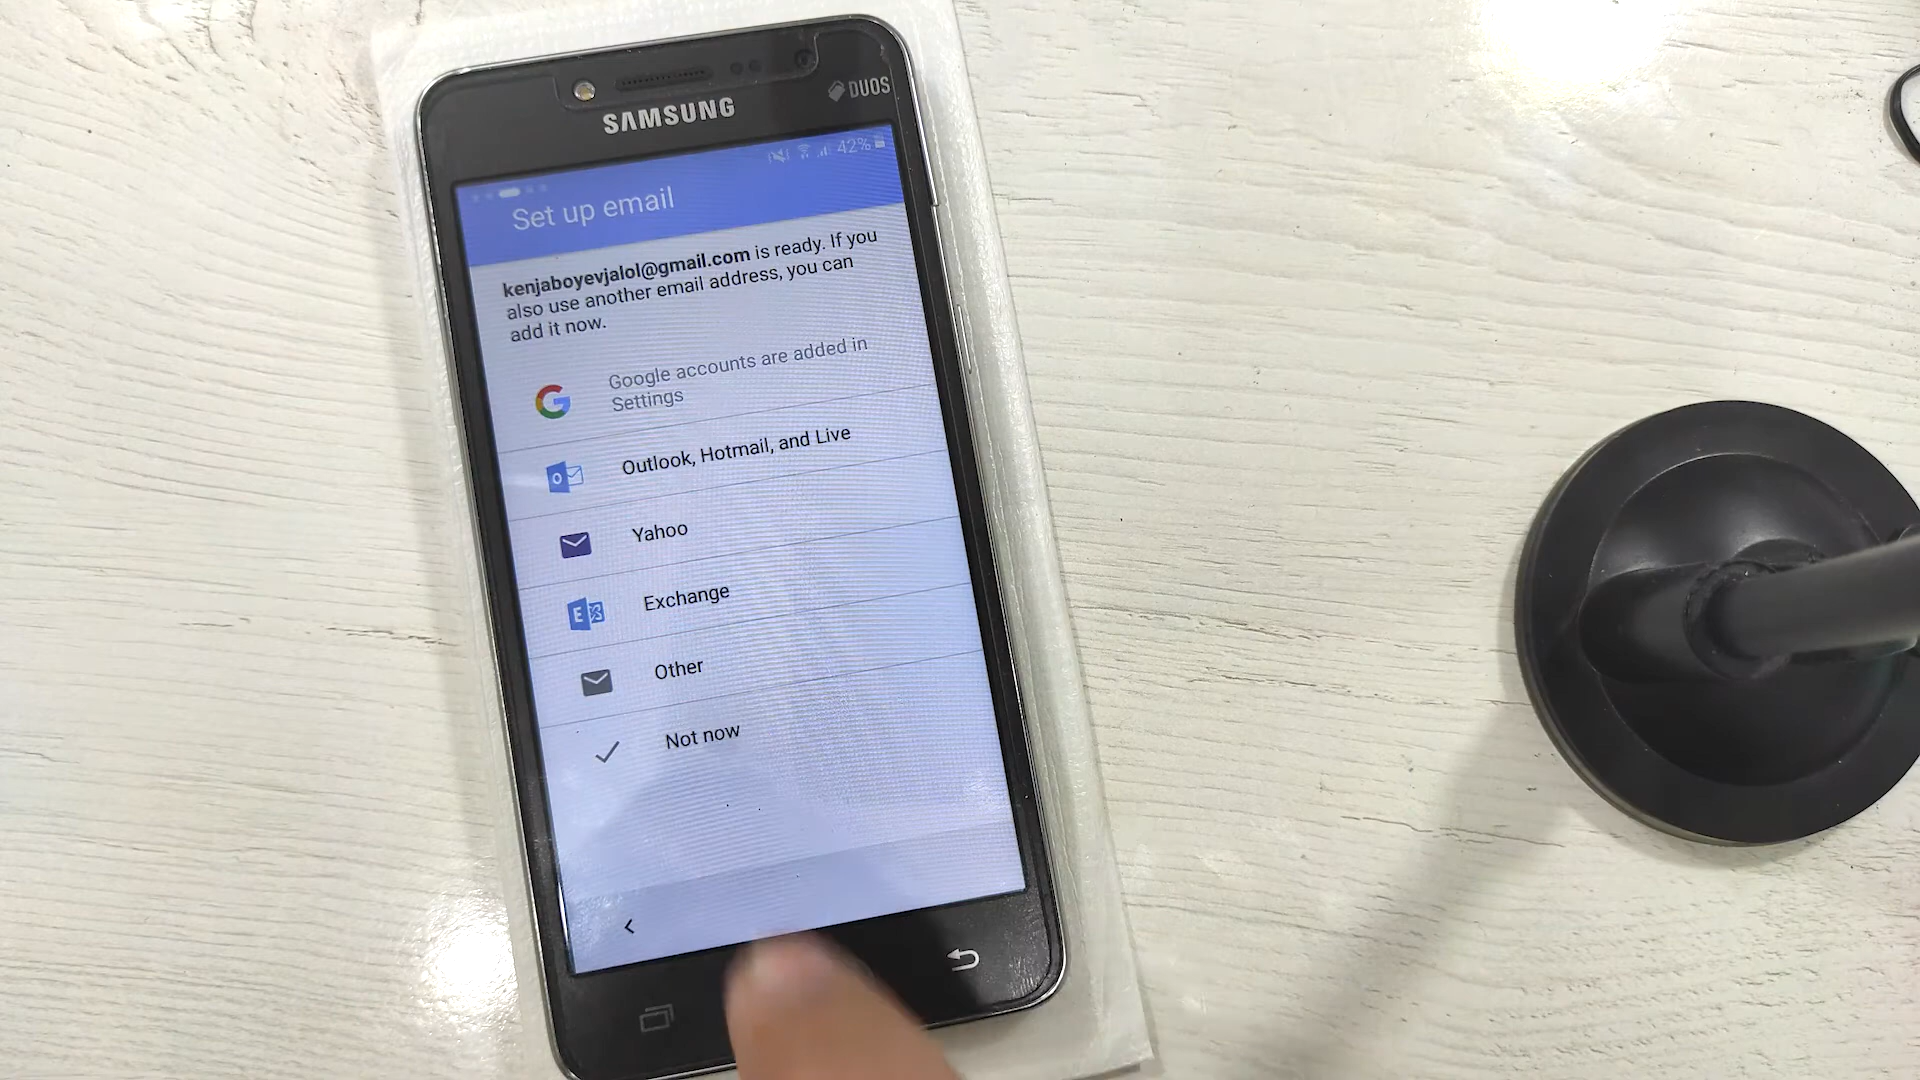 SAMSUNG
DUOS
42%
Set up email
kenjaboyevjalol@gmail.com is ready. If you
also use another email address, you can
add it now.
Google accounts are added in
Settings
Outlook, Hotmail, and Live
Yahoo
Exchange
Other
Not now